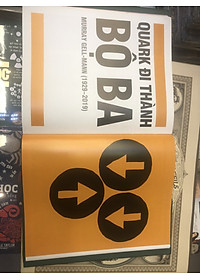 QUARK ĐI THÀNH
BỘ BA
MURRAY GELL-MANN (1929-2019)